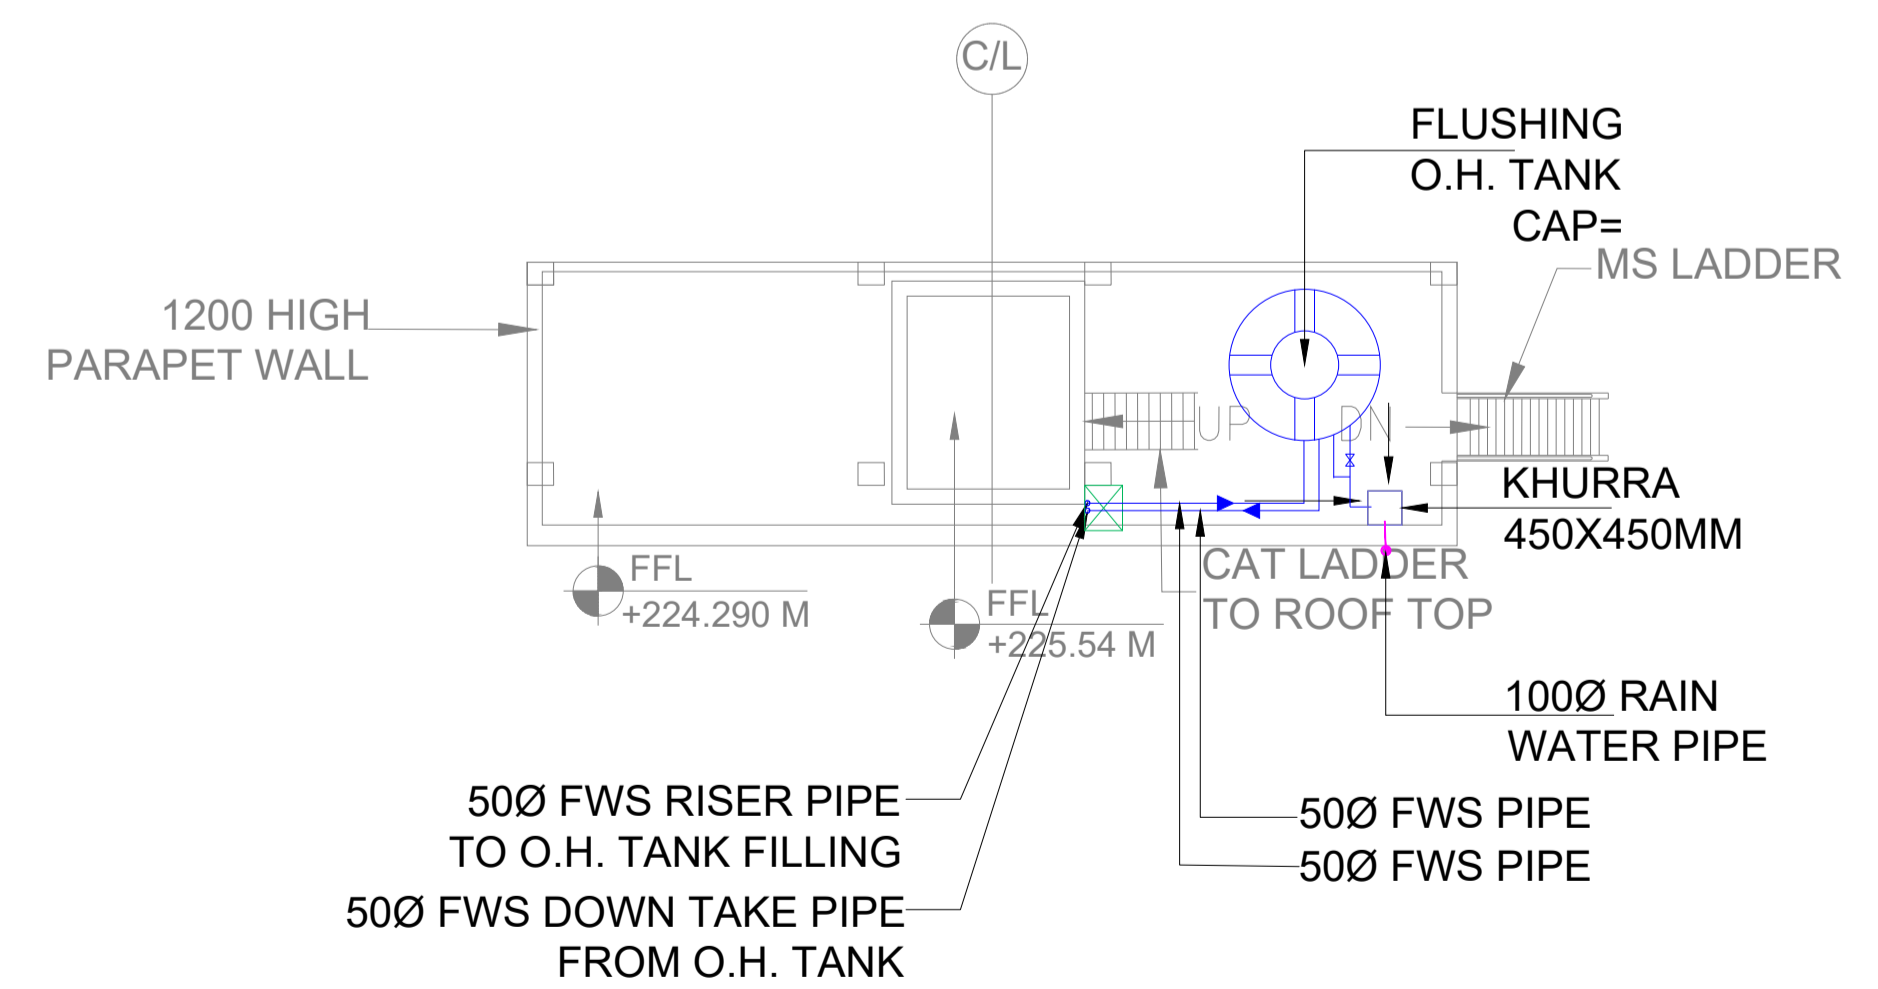 C/L
FLUSHING
O.H. TANK
CAP=
MS LADDER
1200 HIGH
PARAPET WALL
UP
DN
KHURRA
450X450MM
FFL
+224.290 M
FFL
+225.54 M
CAT LADDER
TO ROOF TOP
100Ø RAIN
WATER PIPE
50Ø FWS RISER PIPE
TO O.H. TANK FILLING
50Ø FWS PIPE
50Ø FWS PIPE
50Ø FWS DOWN TAKE PIPE
FROM O.H. TANK